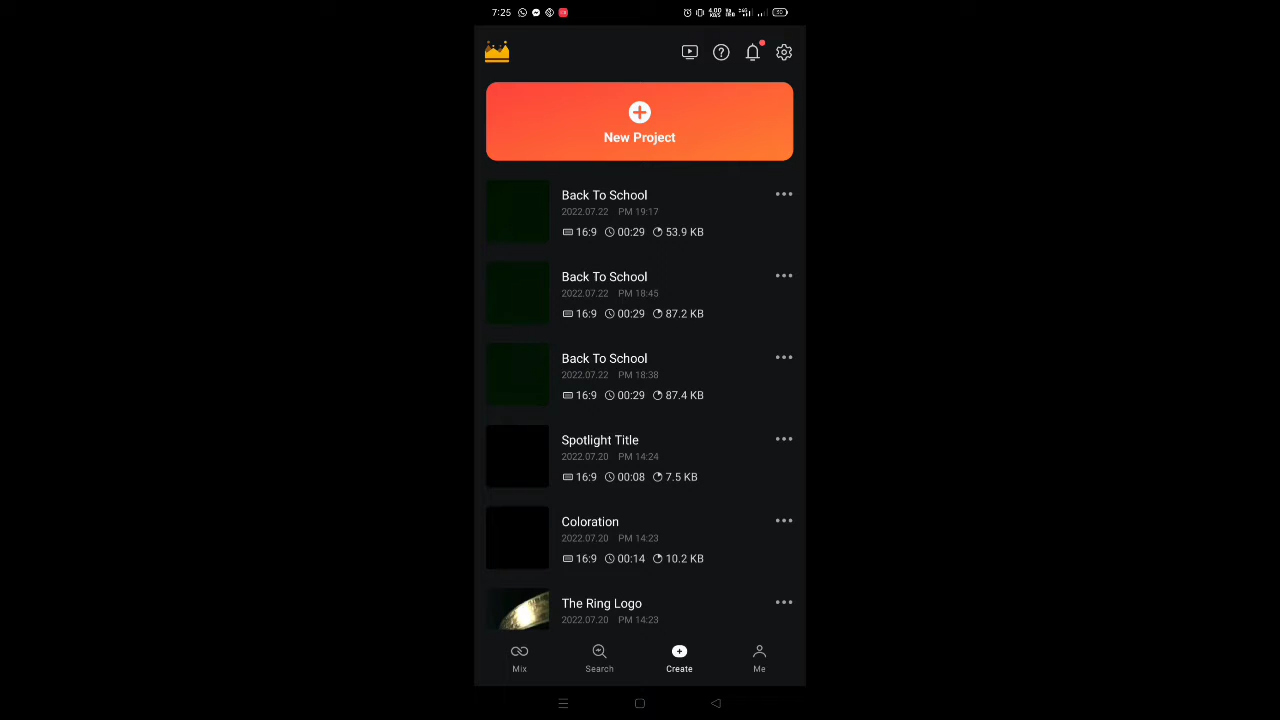 7:25
60
New Project
Back To School
2022.07.22 PM 19:17
16:9 00:29 53.9 KB
Back To School
2022.07.22 PM 18:45
16:9 00:29 87.2 KB
Back To School
2022.07.22 PM 18:38
16:9 00:29 87.4 KB
Spotlight Title
2022.07.20 PM 14:24
16:9 00:08 7.5 KB
Coloration
2022.07.20 PM 14:23
16:9 00:14 10.2 KB
The Ring Logo
2022.07.20 PM 14:23
Mix Search Create Me